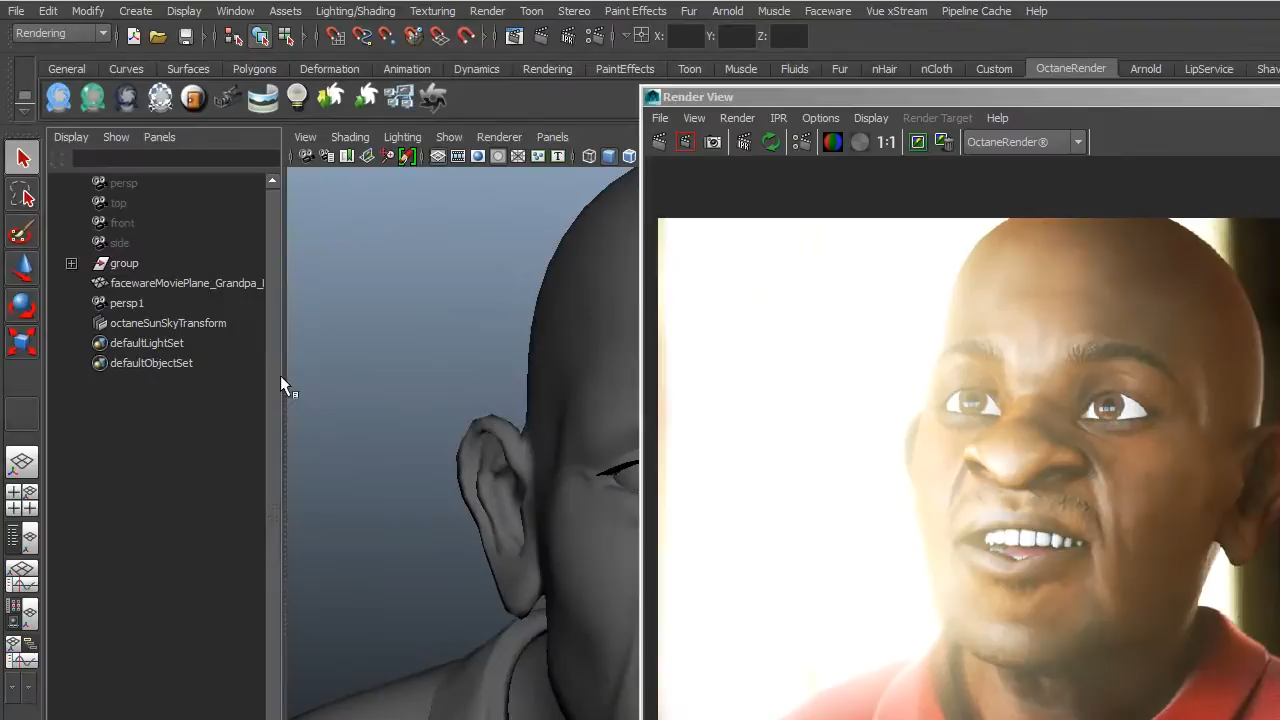 File Edit Modify Create Display Window Assets Lighting/Shading Texturing Render Toon Stereo Paint Effects Fur Arnold Muscle Faceware Vue xStream Pipeline Cache Help
Rendering X: Y: Z:
General Curves Surfaces Polygons Deformation Animation Dynamics Rendering PaintEffects Toon Muscle Fluids Fur nHair nCloth Custom OctaneRender Arnold LipService Shav
Render View
File View Render IPR Options Display Render Target Help
Display Show Panels
View Shading Lighting Show Renderer Panels
1:1 OctaneRender®
T
persp
top
front
side
group
facewareMoviePlane_Grandpa_
persp1
octaneSunSkyTransform
defaultLightSet
defaultObjectSet